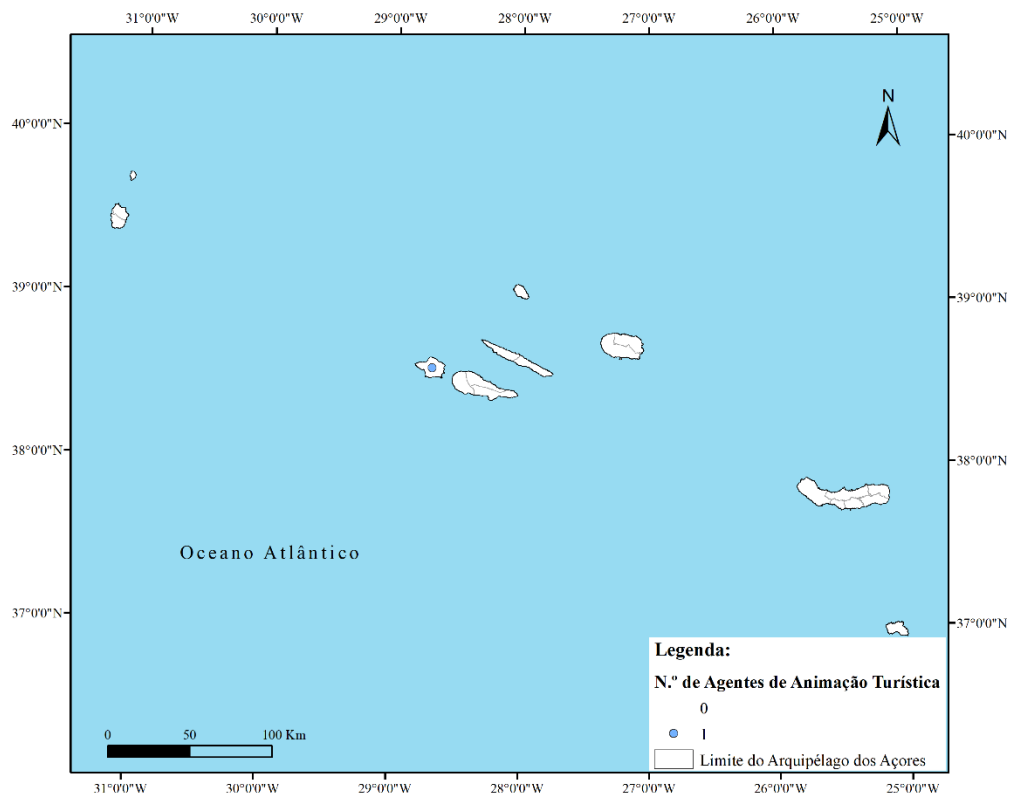 31°0'0"W 30°0'0"W 29°0'0"W 28°0'0"W 27°0'0"W 26°0'0"W 25°0'0"W
N
40°0'0"N 40°0'0"N
39°0'0"N 39°0'0"N
38°0'0"N 38°0'0"N
Oceano Atlântico
37°0'0"N 37°0'0"N
Legenda:
N.º de Agentes de Animação Turística
0
1
Limite do Arquipélago dos Açores
0 50 100 Km
31°0'0"W 30°0'0"W 29°0'0"W 28°0'0"W 27°0'0"W 26°0'0"W 25°0'0"W